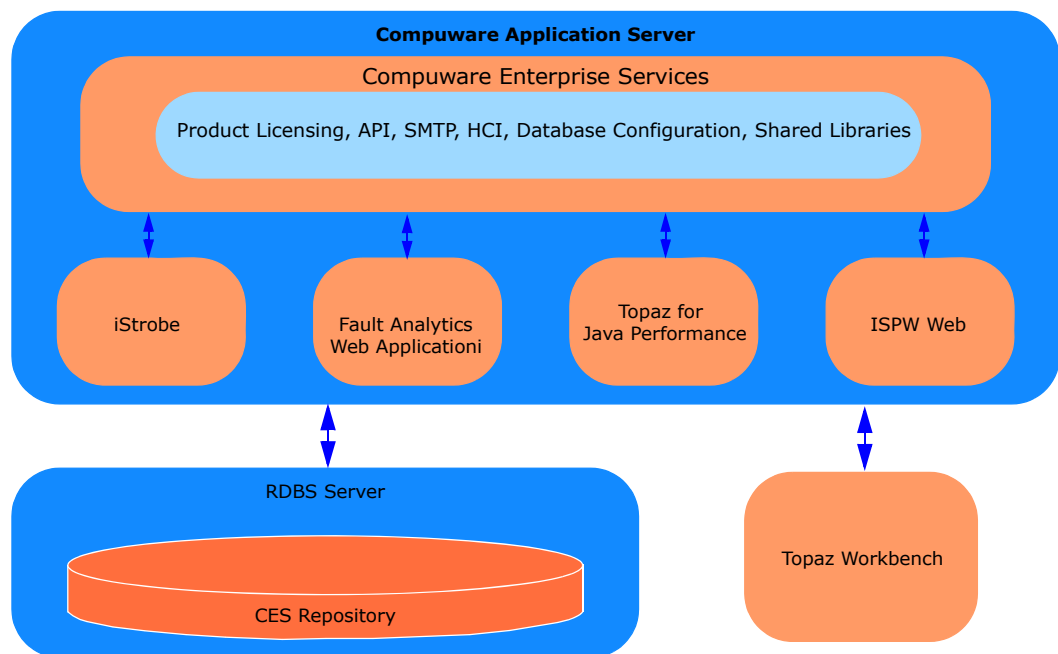 Compuware Application Server
Compuware Enterprise Services
Product Licensing, API, SMTP, HCI, Database Configuration, Shared Libraries
iStrobe
Fault Analytics
Web Applicationi
Topaz for
Java Performance
ISPW Web
RDBS Server
CES Repository
Topaz Workbench